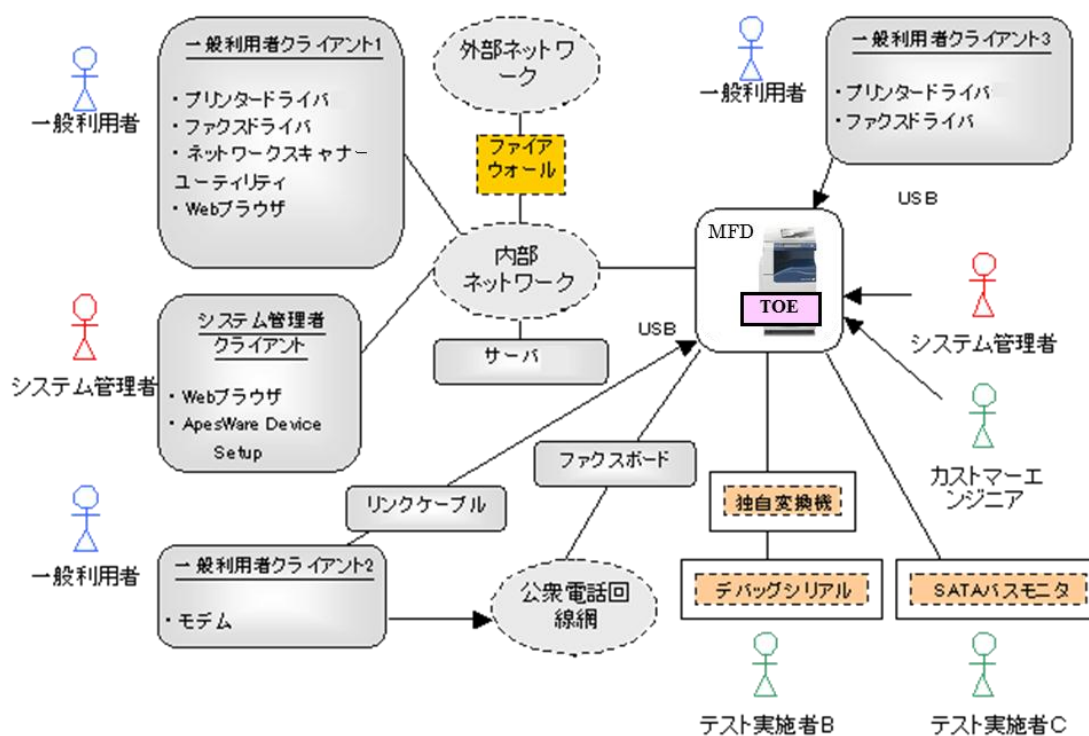 一般利用者クライアント1
・プリンタードライバ
・ファクスドライバ
・ネットワークスキャナー
ユーティリティ
・Webブラウザ
一般利用者
外部ネットワ
ーク
ファイア
ウォール
内部
ネットワーク
サーバ
一般利用者
一般利用者クライアント3
・プリンタードライバ
・ファクスドライバ
USB
MFD
TOE
システム管理者
カストマーエ
ンジニア
システム管理者
システム管理者
クライアント
・Webブラウザ
・ApesWare Device
Setup
USB
ファクスボード
リンクケーブル
一般利用者
一般利用者クライアント2
・モデム
公衆電話回
線網
独自変換機
デバッグシリアル
SATAバスモニタ
テスト実施者B
テスト実施者C